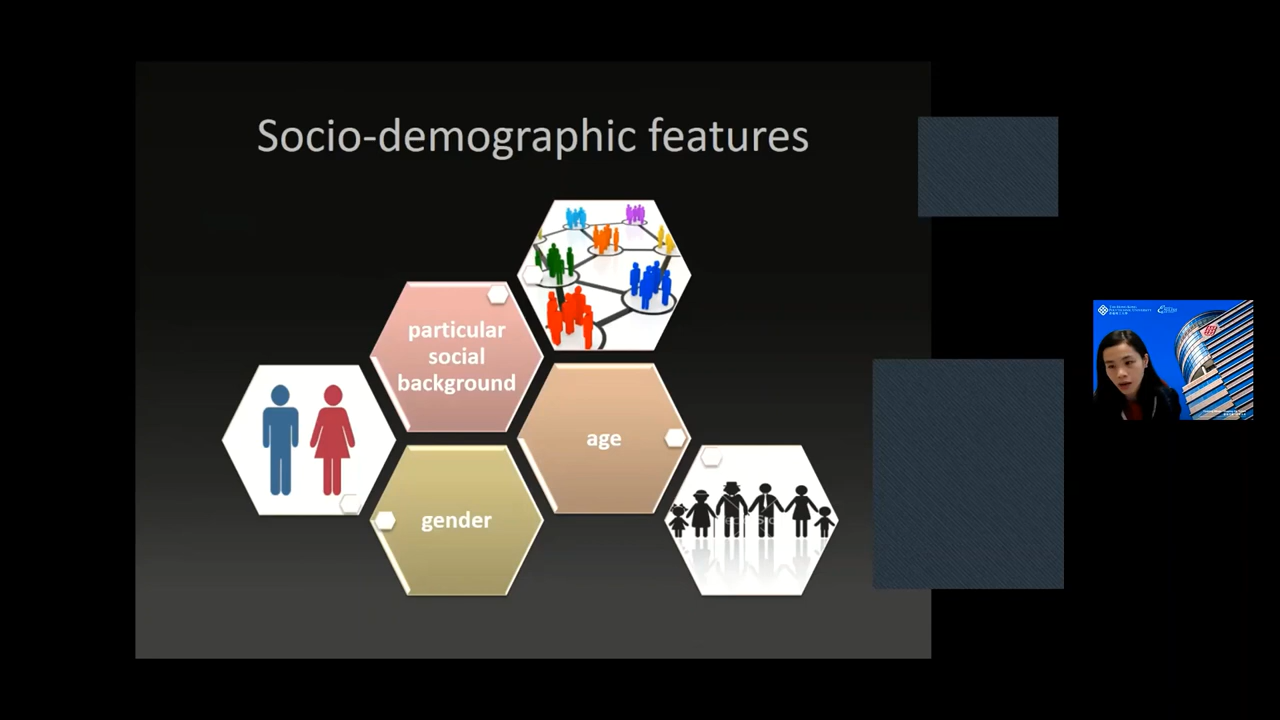 Socio-demographic features
particular
social
background
age
gender